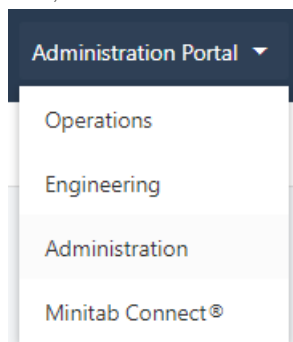 Administration Portal
Operations
Engineering
Administration
Minitab Connect®